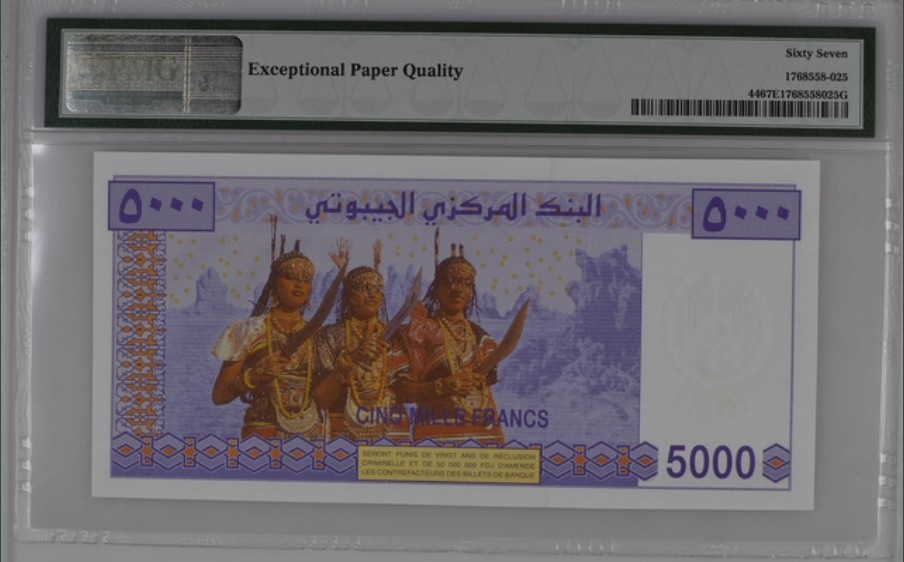 PMG
Exceptional Paper Quality
Sixty Seven
1768558-025
4467E1768558025G
٥٠٠٠
البنك المركزي الجيبوتي
٥٠٠٠
CINQ MILLE FRANCS
SERONT PUNIS DE VINGT ANS DE RÉCLUSION
CRIMINELLE ET DE 50 000 000 FDJ D'AMENDE
LES CONTREFACTEURS DES BILLETS DE BANQUE
5000